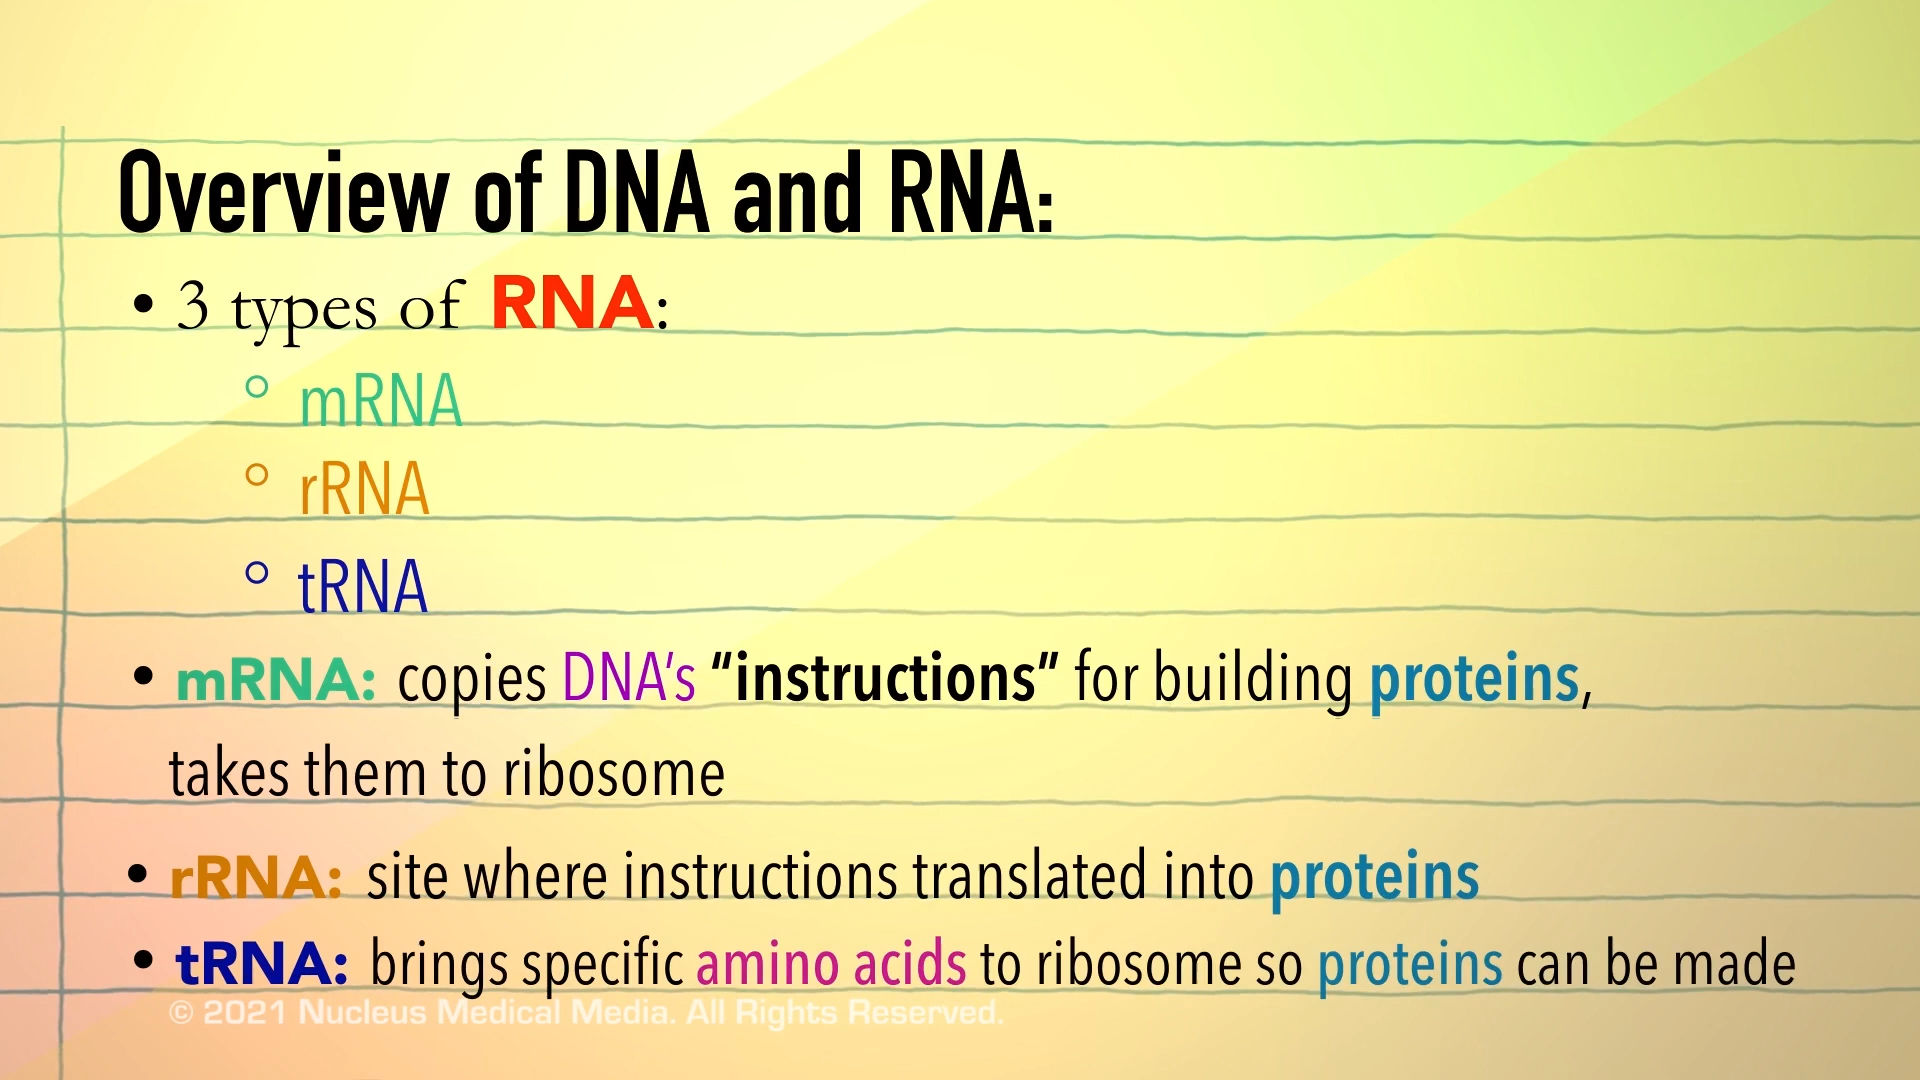 Overview of DNA and RNA:
• 3 types of RNA:
◦ mRNA
◦ rRNA
◦ tRNA
• mRNA: copies DNA’s “instructions” for building proteins,
takes them to ribosome
• rRNA: site where instructions translated into proteins
• tRNA: brings specific amino acids to ribosome so proteins can be made
© 2021 Nucleus Medical Media. All Rights Reserved.